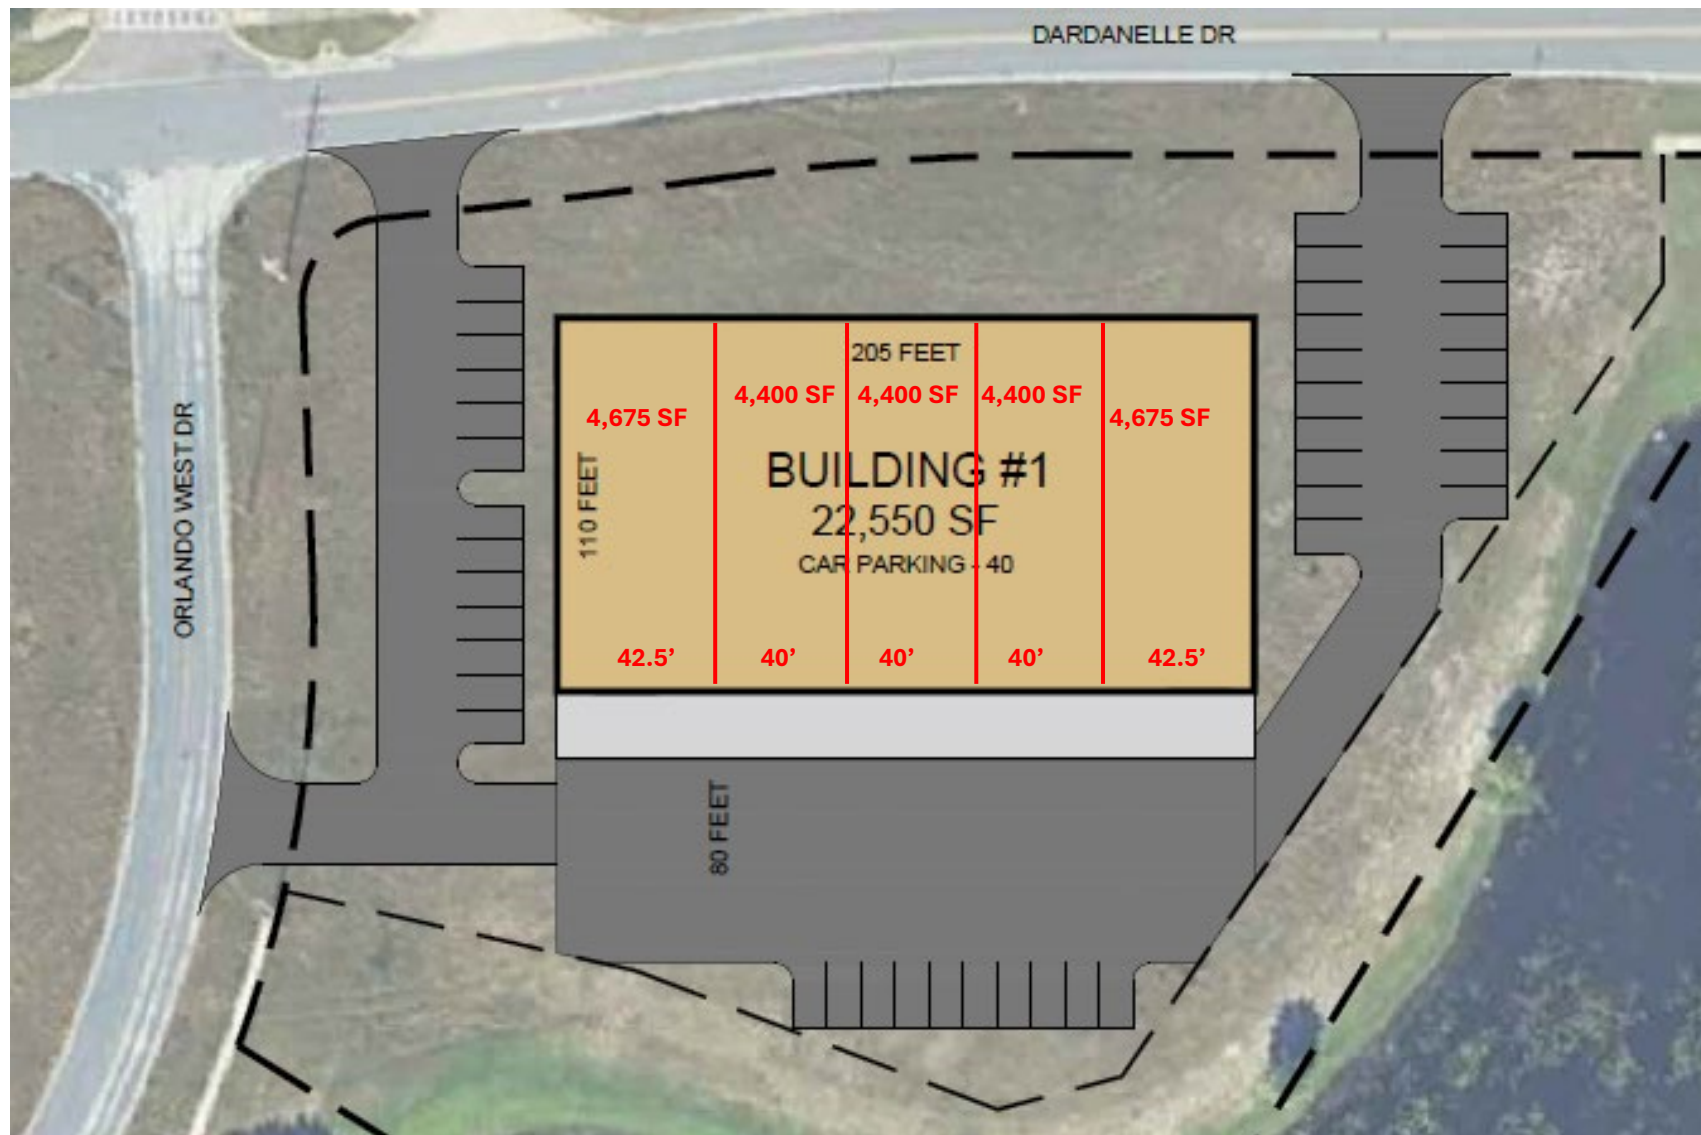 DARDANELLE DR
ORLANDO WEST DR
205 FEET
4,675 SF
4,400 SF
4,400 SF
4,400 SF
4,675 SF
110 FEET
BUILDING #1
22,550 SF
CAR PARKING - 40
42.5’
40’
40’
40’
42.5’
80 FEET